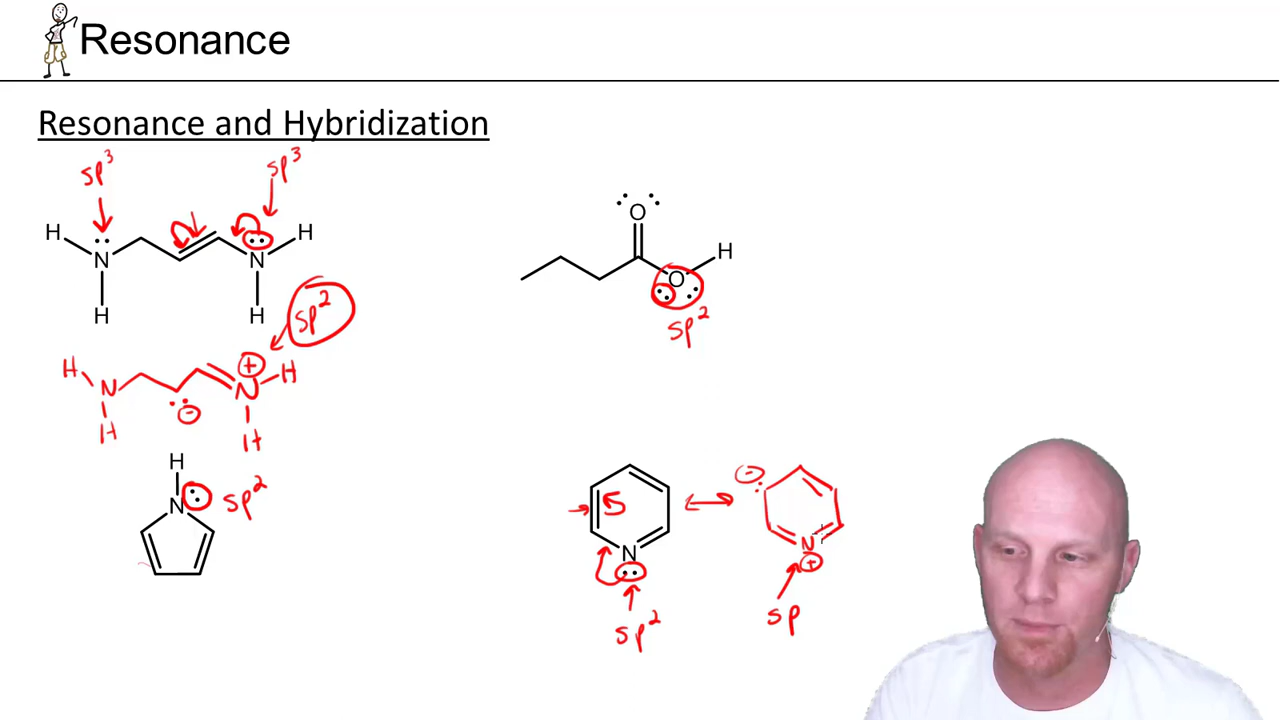 Resonance
Resonance and Hybridization
sp³ sp³
H N H N H H
sp²
H N H N ⊕ H H ⊖
H N sp²
O O H
sp²
N sp²
⊖ N ⊕ sp